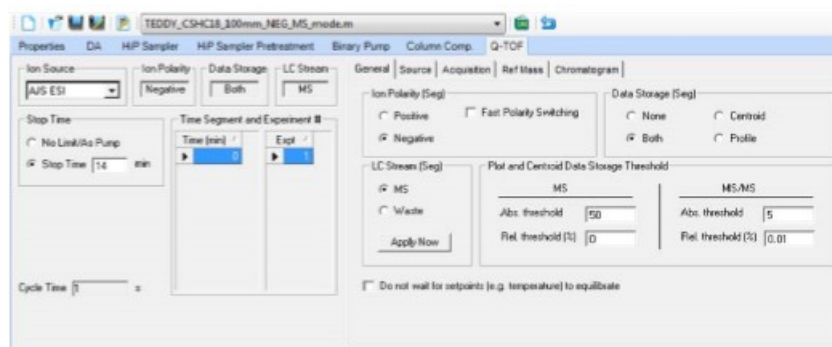 TEDDY_CSHC18_100mm_NEG_MS_mode.m
Properties DA HiP Sampler HiP Sampler Pretreatment Binary Pump Column Comp. Q-TOF
Ion Source
AJS ESI
Ion Polarity
Negative
Data Storage
Both
LC Stream
MS
Stop Time
No Limit/As Pump
Stop Time 14 min
Time Segment and Experiment #
Time (min) Expt
0 1
Cycle Time 1 s
General Source Acquisition Ref Mass Chromatogram
Ion Polarity (Seg)
Positive Fast Polarity Switching
Negative
Data Storage (Seg)
None Centroid
Both Profile
LC Stream (Seg)
MS
Waste
Apply Now
Plot and Centroid Data Storage Threshold
MS MS/MS
Abs. threshold 50 Abs. threshold 5
Rel. threshold (%) 0 Rel. threshold (%) 0.01
Do not wait for setpoints (e.g. temperature) to equilibrate